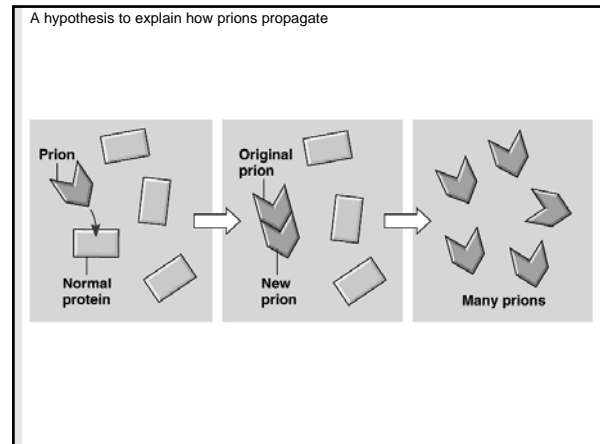 A hypothesis to explain how prions propagate
Prion
Normal
protein
Original
prion
New
prion
Many prions